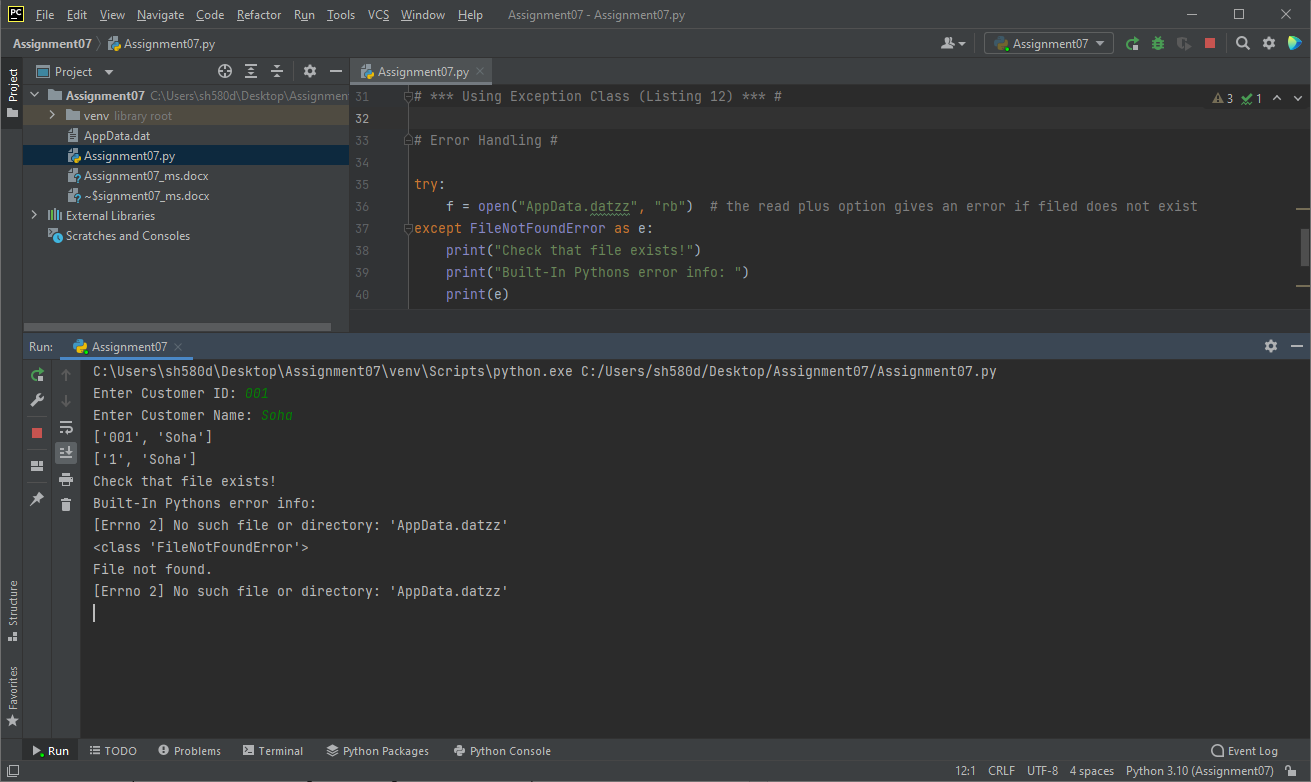 PC File Edit View Navigate Code Refactor Run Tools VCS Window Help Assignment07 - Assignment07.py
Assignment07 Assignment07.py Assignment07
Project
Project
Assignment07 C:\Users\sh580d\Desktop\Assignmen
venv library root
AppData.dat
Assignment07.py
Assignment07_ms.docx
~$signment07_ms.docx
External Libraries
Scratches and Consoles
Assignment07.py
3 1
31 # *** Using Exception Class (Listing 12) *** #
32
33 # Error Handling #
34
35 try:
36 f = open("AppData.datzz", "rb") # the read plus option gives an error if filed does not exist
37 except FileNotFoundError as e:
38 print("Check that file exists!")
39 print("Built-In Pythons error info: ")
40 print(e)
Run: Assignment07
C:\Users\sh580d\Desktop\Assignment07\venv\Scripts\python.exe C:/Users/sh580d/Desktop/Assignment07/Assignment07.py
Enter Customer ID: 001
Enter Customer Name: Soha
['001', 'Soha']
['1', 'Soha']
Check that file exists!
Built-In Pythons error info:
[Errno 2] No such file or directory: 'AppData.datzz'
<class 'FileNotFoundError'>
File not found.
[Errno 2] No such file or directory: 'AppData.datzz'
Structure
Favorites
Run TODO Problems Terminal Python Packages Python Console Event Log
12:1 CRLF UTF-8 4 spaces Python 3.10 (Assignment07)